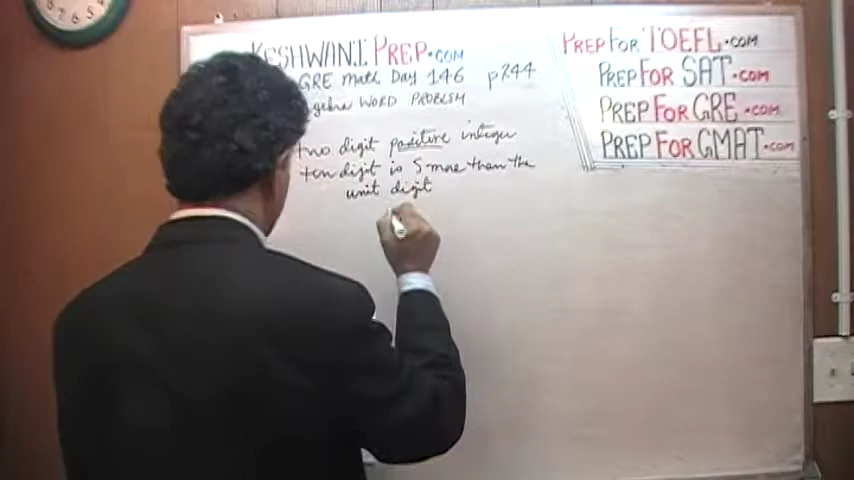 KESHWANI PREP.COM
GRE Math Day 146 p244
WORD PROBLEM
two digit positive integer
ten digit is 5 more than the
unit digit
PREP FOR TOEFL.COM
PREP FOR SAT.COM
PREP FOR GRE.COM
PREP FOR GMAT.COM